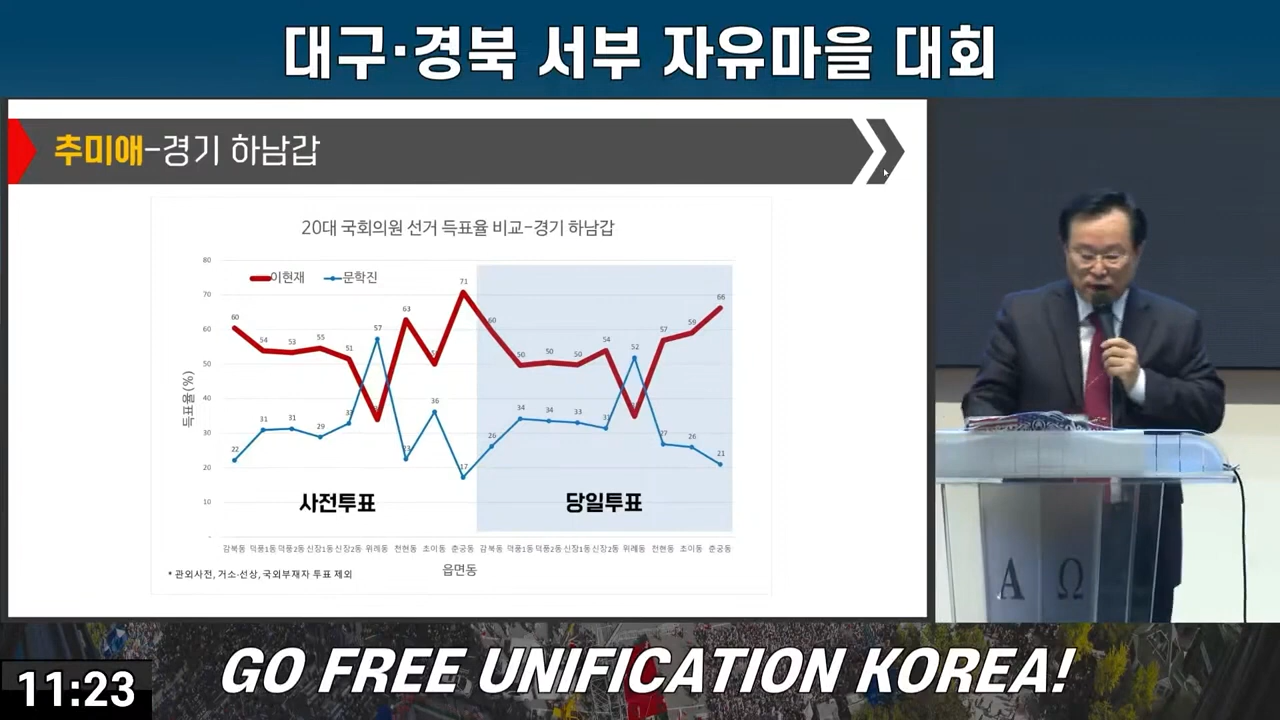 대구·경북 서부 자유마을 대회
추미애-경기 하남갑
20대 국회의원 선거 득표율 비교-경기 하남갑
이현재 문학진
80
70
60
50
40
30
20
10
-
득표율(%)
60 54 53 55 51 57 63 71 60 50 50 50 54 52 57 59 66
22 31 31 29 36 17 26 34 34 33 31 27 26 21
사전투표 당일투표
감북동 덕풍1동 덕풍2동 신장1동 신장2동 위례동 천현동 초이동 춘궁동 감북동 덕풍1동 덕풍2동 신장1동 신장2동 위례동 천현동 초이동 춘궁동
읍면동
* 관외사전, 거소·선상, 국외부재자 투표 제외
Α Ω
GO FREE UNIFICATION KOREA!
11:23